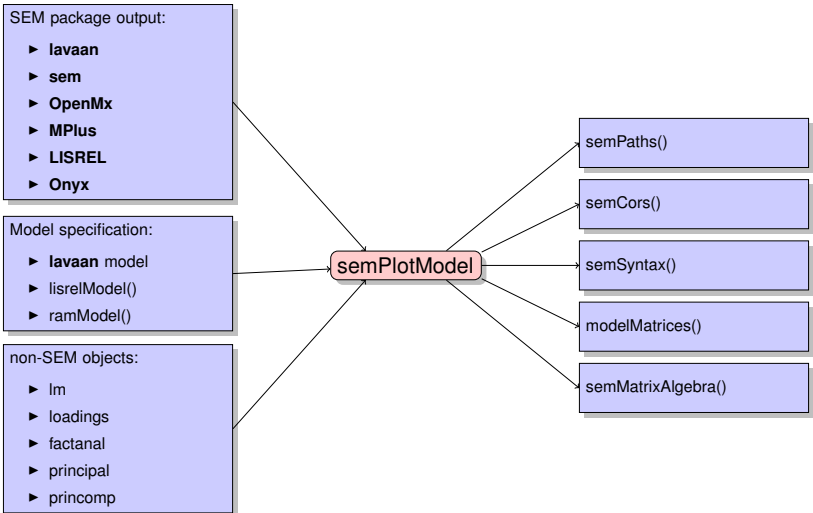 SEM package output:
► lavaan
► sem
► OpenMx
► MPlus
► LISREL
► Onyx
Model specification:
► lavaan model
► lisrelModel()
► ramModel()
non-SEM objects:
► lm
► loadings
► factanal
► principal
► princomp
semPlotModel
semPaths()
semCors()
semSyntax()
modelMatrices()
semMatrixAlgebra()